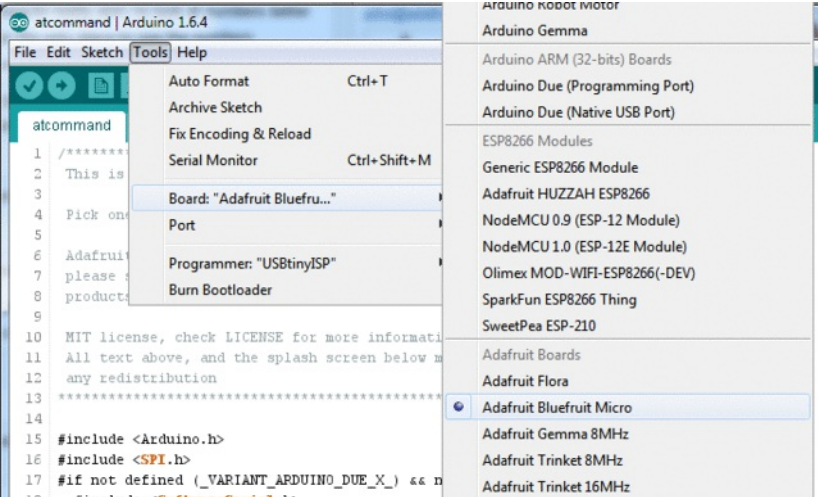 atcommand | Arduino 1.6.4
File Edit Sketch Tools Help
Auto Format Ctrl+T
Archive Sketch
Fix Encoding & Reload
Serial Monitor Ctrl+Shift+M
Board: "Adafruit Bluefru..."
Port
Programmer: "USBtinyISP"
Burn Bootloader
atcommand
1 /********
2 This is
3
4 Pick one
5
6 Adafruit
7 please
8 products
9
10 MIT license, check LICENSE for more informati
11 All text above, and the splash screen below m
12 any redistribution
13 *********************************************
14
15 #include <Arduino.h>
16 #include <SPI.h>
17 #if not defined (_VARIANT_ARDUINO_DUE_X_) && n
Arduino Robot Motor
Arduino Gemma
Arduino ARM (32-bits) Boards
Arduino Due (Programming Port)
Arduino Due (Native USB Port)
ESP8266 Modules
Generic ESP8266 Module
Adafruit HUZZAH ESP8266
NodeMCU 0.9 (ESP-12 Module)
NodeMCU 1.0 (ESP-12E Module)
Olimex MOD-WIFI-ESP8266(-DEV)
SparkFun ESP8266 Thing
SweetPea ESP-210
Adafruit Boards
Adafruit Flora
Adafruit Bluefruit Micro
Adafruit Gemma 8MHz
Adafruit Trinket 8MHz
Adafruit Trinket 16MHz